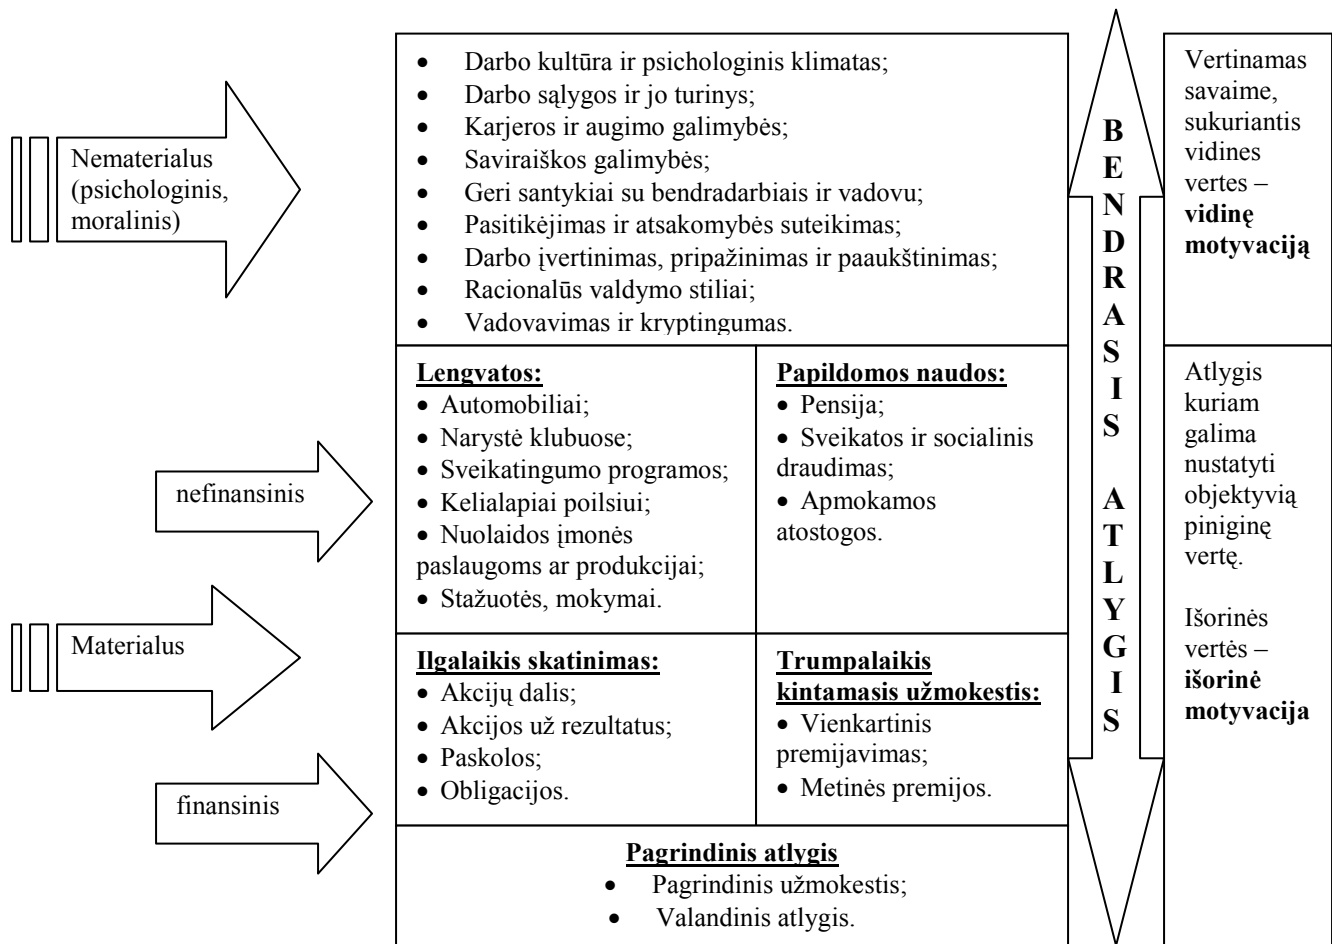 Nematerialus
(psichologinis,
moralinis)
• Darbo kultūra ir psichologinis klimatas;
• Darbo sąlygos ir jo turinys;
• Karjeros ir augimo galimybės;
• Saviraiškos galimybės;
• Geri santykiai su bendradarbiais ir vadovu;
• Pasitikėjimas ir atsakomybės suteikimas;
• Darbo įvertinimas, pripažinimas ir paaukštinimas;
• Racionalūs valdymo stiliai;
• Vadovavimas ir kryptingumas.
BENDRASIS ATLYGIS
Vertinamas
savaime,
sukuriantis
vidines
vertes –
vidinę
motyvaciją
nefinansinis
Lengvatos:
• Automobiliai;
• Narystė klubuose;
• Sveikatingumo programos;
• Kelialapiai poilsiui;
• Nuolaidos įmonės
paslaugoms ar produkcijai;
• Stažuotės, mokymai.
Papildomos naudos:
• Pensija;
• Sveikatos ir socialinis
draudimas;
• Apmokamos
atostogos.
Atlygis
kuriam
galima
nustatyti
objektyvią
piniginę
vertę.
Išorinės
vertės –
išorinė
motyvacija
Materialus
finansinis
Ilgalaikis skatinimas:
• Akcijų dalis;
• Akcijos už rezultatus;
• Paskolos;
• Obligacijos.
Trumpalaikis
kintamasis užmokestis:
• Vienkartinis
premijavimas;
• Metinės premijos.
Pagrindinis atlygis
• Pagrindinis užmokestis;
• Valandinis atlygis.